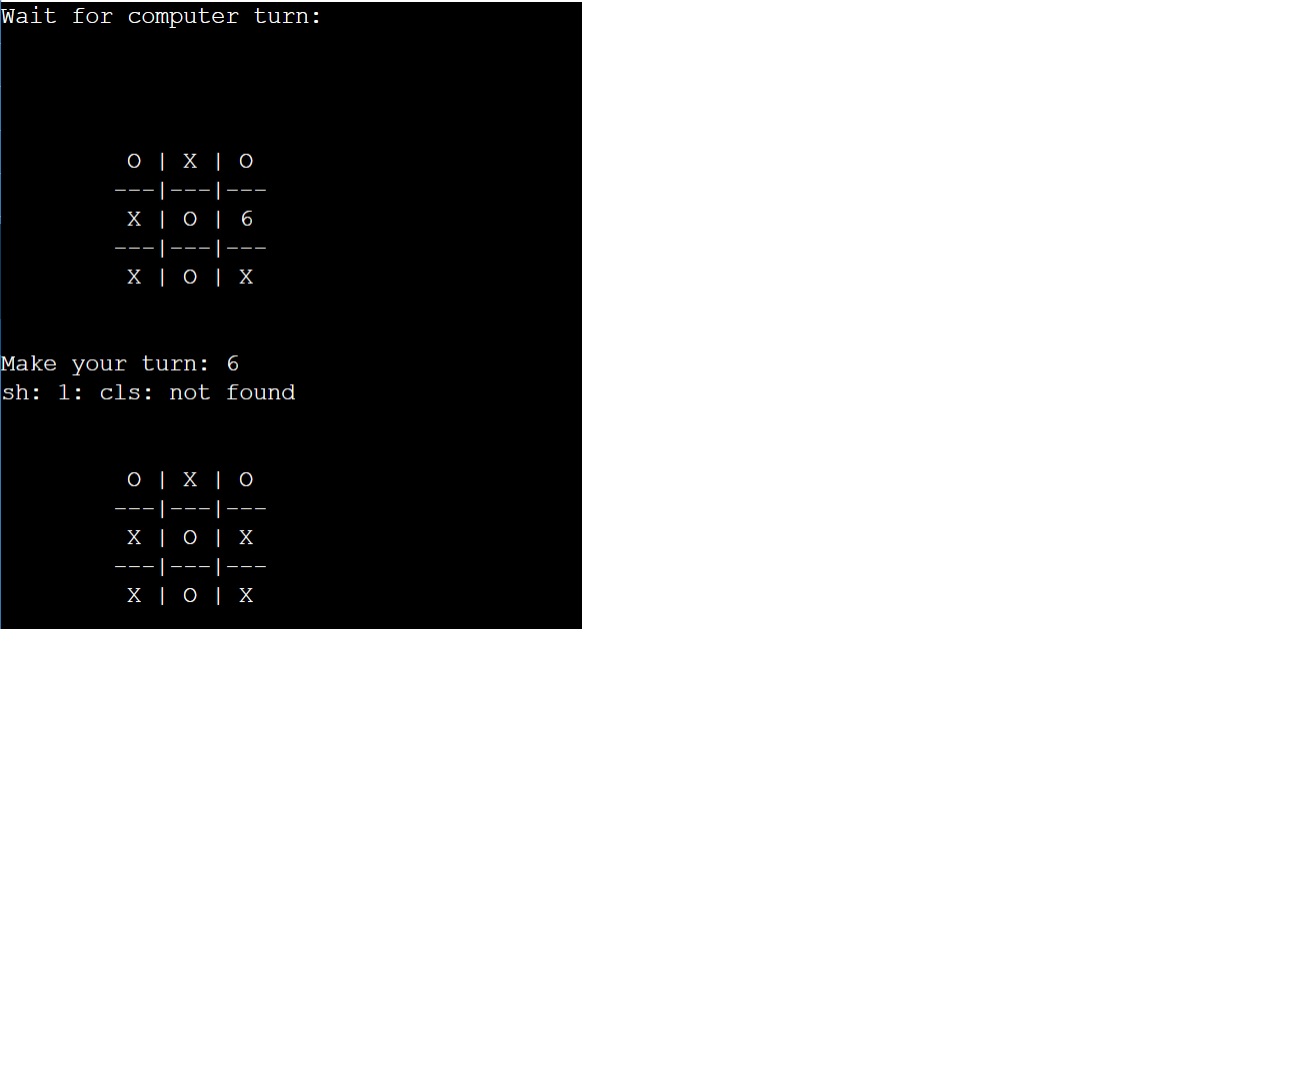 Wait for computer turn:
O | X | O
---|---|---
X | O | 6
---|---|---
X | O | X
Make your turn: 6
sh: 1: cls: not found
O | X | O
---|---|---
X | O | X
---|---|---
X | O | X